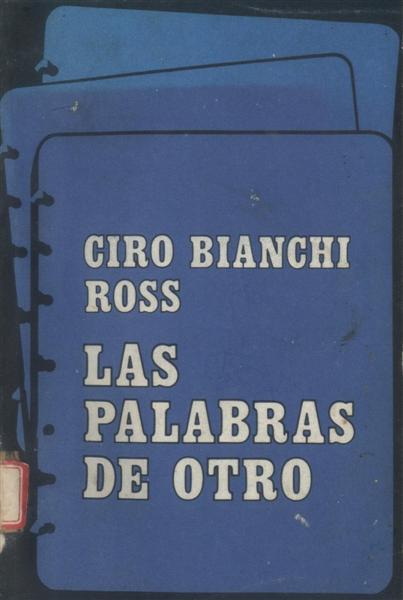 CIRO BIANCHI
ROSS
LAS
PALABRAS
DE OTRO